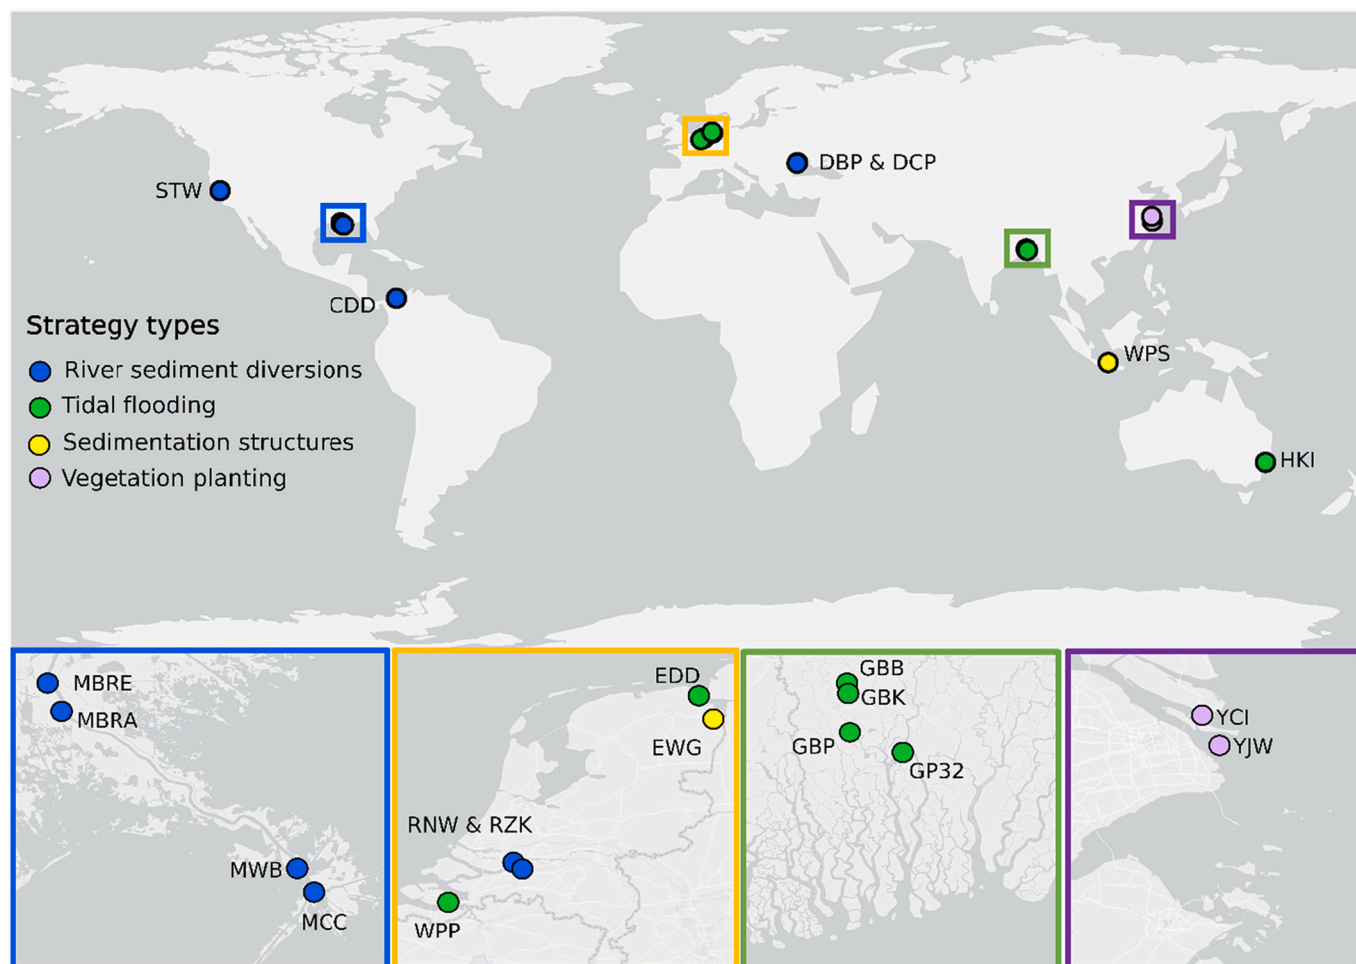 STW
DBP & DCP
CDD
Strategy types
River sediment diversions
Tidal flooding
Sedimentation structures
Vegetation planting
WPS
HKI
MBRE
MBRA
MWB
MCC
EDD
EWG
RNW & RZK
WPP
GBB
GBK
GBP
GP32
YCI
YJW